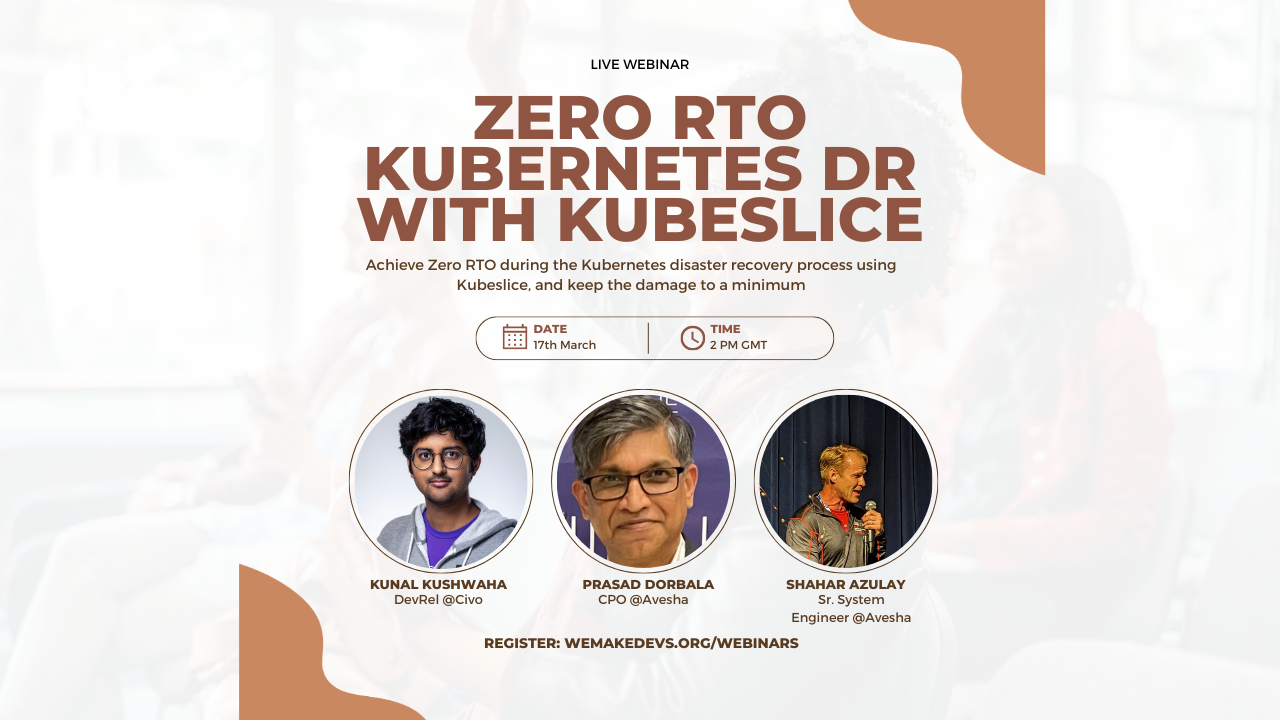 LIVE WEBINAR
ZERO RTO
KUBERNETES DR
WITH KUBESLICE
Achieve Zero RTO during the Kubernetes disaster recovery process using
Kubeslice, and keep the damage to a minimum
DATE
17th March
TIME
2 PM GMT
KUNAL KUSHWAHA
DevRel @Civo
PRASAD DORBALA
CPO @Avesha
SHAHAR AZULAY
Sr. System
Engineer @Avesha
REGISTER: WEMAKEDEVS.ORG/WEBINARS